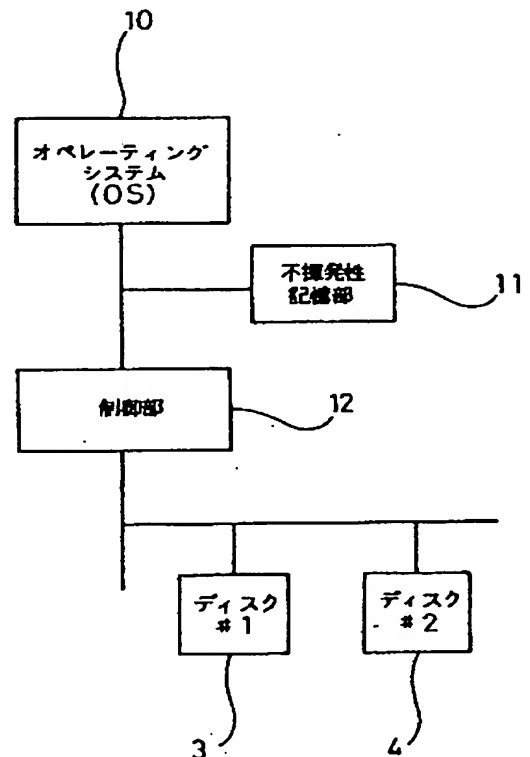 10
オペレーティング
システム
(OS)
不揮発性
記憶部
11
制御部
12
ディスク
#1
ディスク
#2
3
4